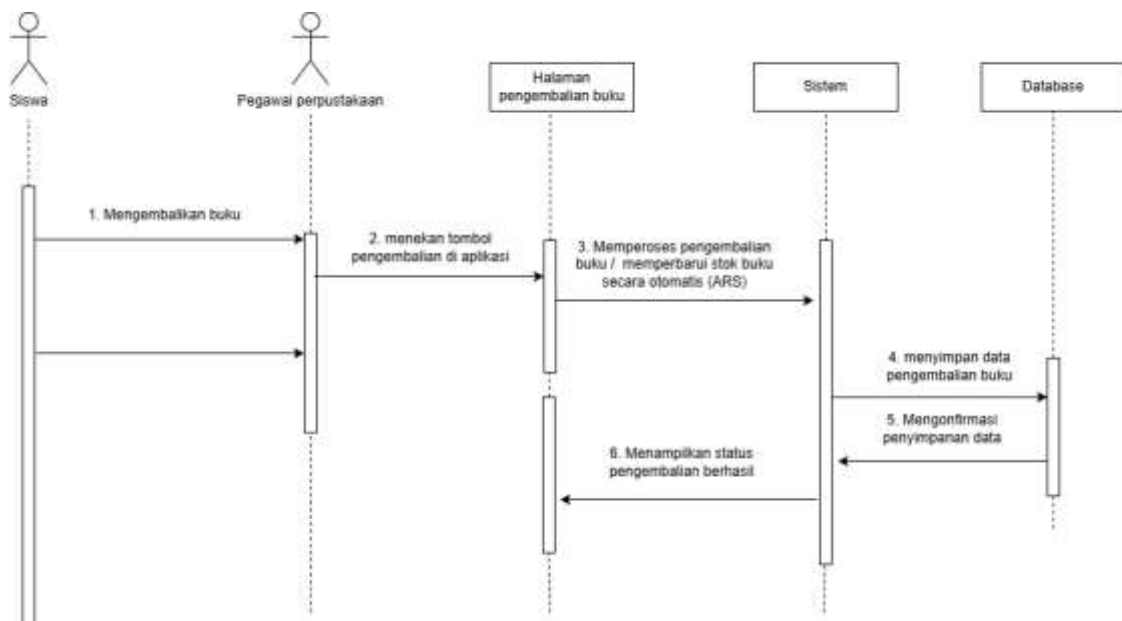 Siswa
Pegawai perpustakaan
Halaman
pengembalian buku
Sistem
Database
1. Mengembalikan buku
2. menekan tombol
pengembalian di aplikasi
3. Memperoses pengembalian
buku / memperbarui stok buku
secara otomatis (ARS)
4. menyimpan data
pengembalian buku
5. Mengonfirmasi
penyimpanan data
6. Menampilkan status
pengembalian berhasil